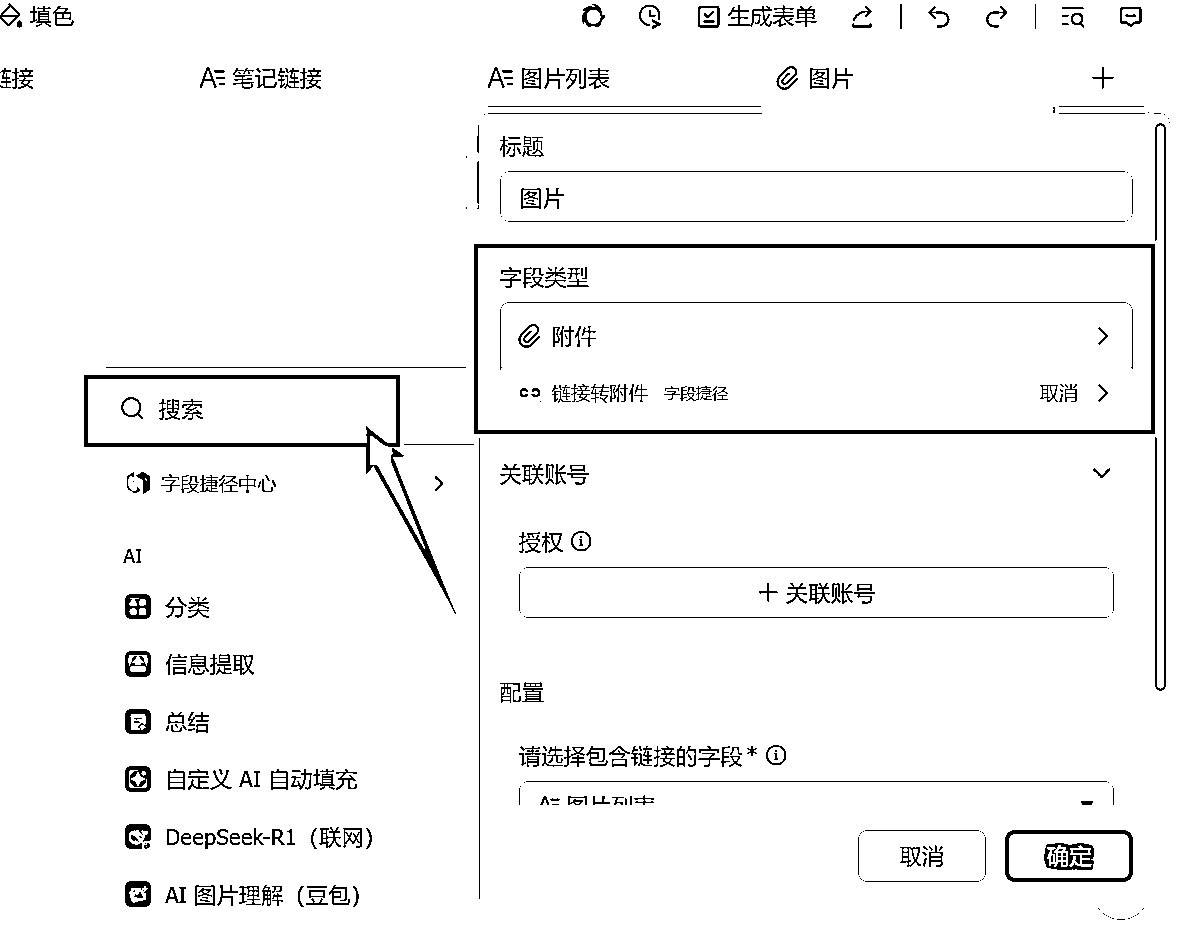 填色
生成表单
链接
笔记链接
图片列表
图片
标题
图片
字段类型
附件
链接转附件 字段捷径 取消
搜索
字段捷径中心
AI
分类
信息提取
总结
自定义 AI 自动填充
DeepSeek-R1（联网）
AI 图片理解（豆包）
关联账号
授权
关联账号
配置
请选择包含链接的字段*
图片列表
取消
确定